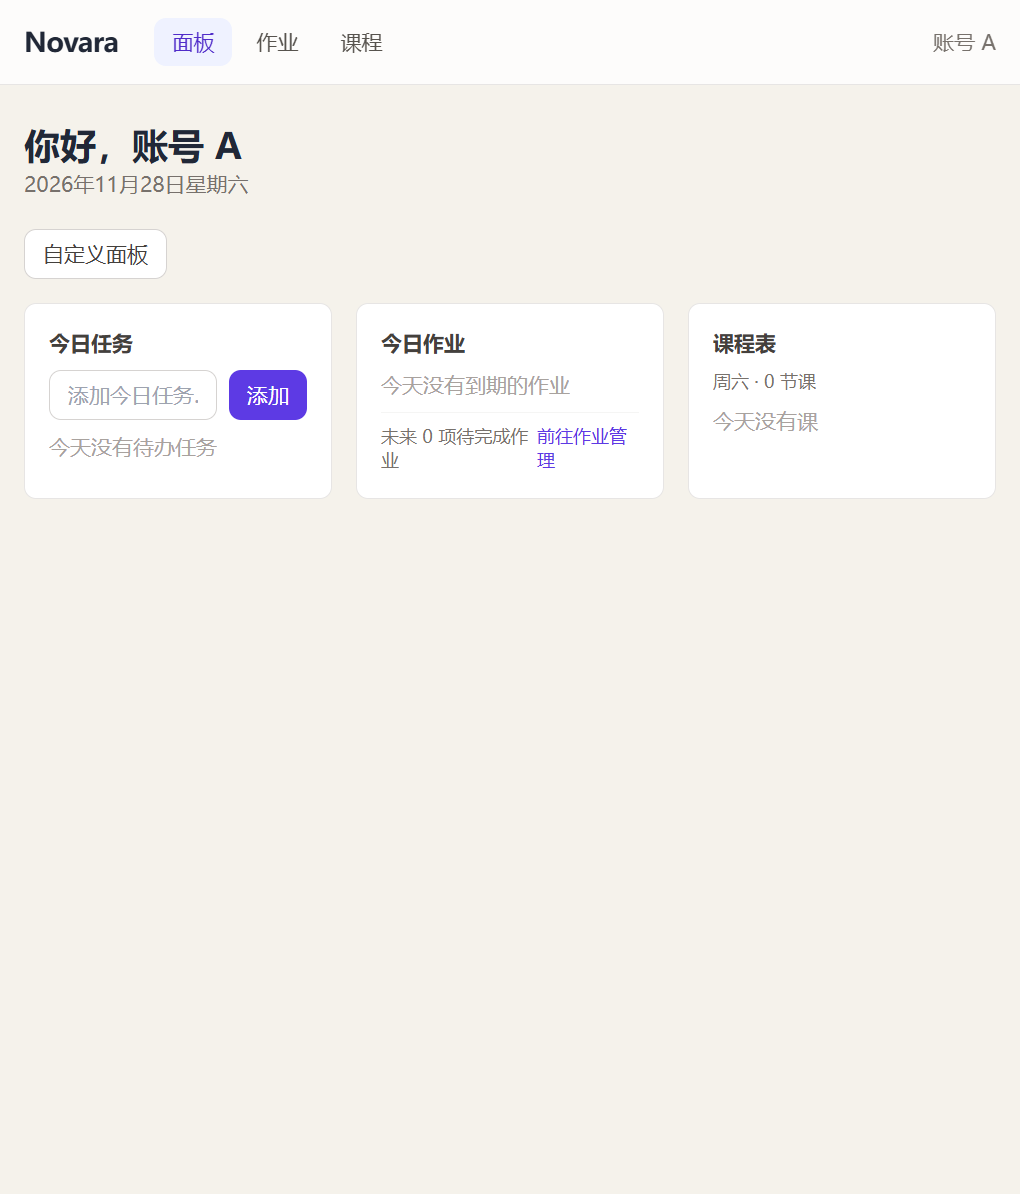 Novara 面板 作业 课程 账号 A
你好，账号 A
2026年11月28日星期六
自定义面板
今日任务
添加今日任务. 添加
今天没有待办任务
今日作业
今天没有到期的作业
未来 0 项待完成作
业
前往作业管
理
课程表
周六 · 0 节课
今天没有课